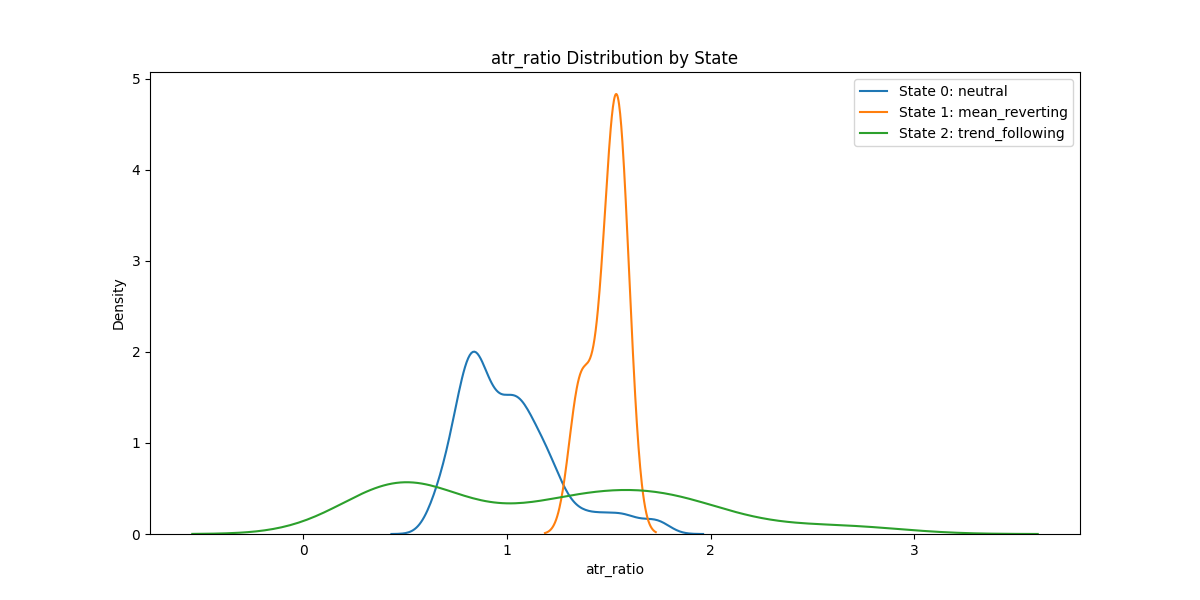 atr_ratio Distribution by State
State 0: neutral
State 1: mean_reverting
State 2: trend_following
Density
5
4
3
2
1
0
0 1 2 3
atr_ratio